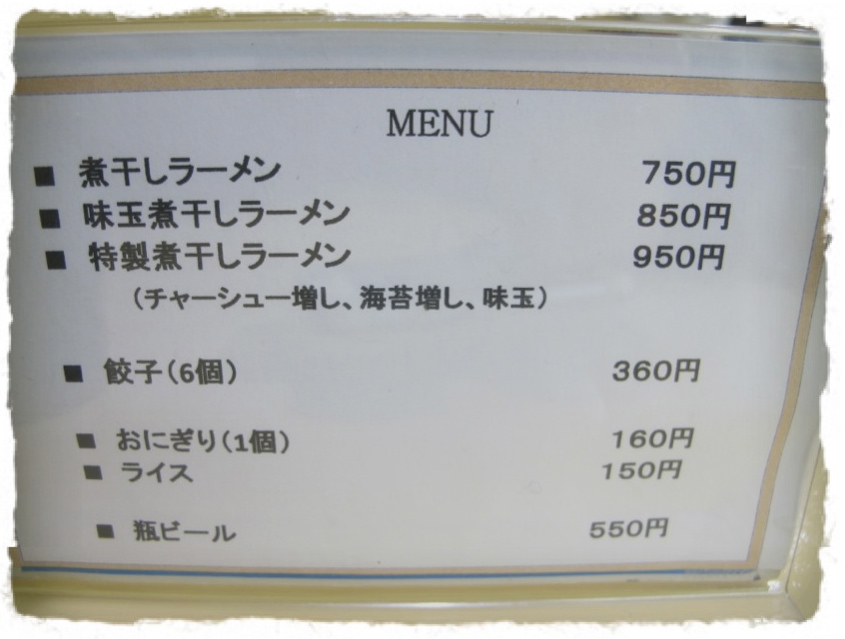 MENU
■ 煮干しラーメン 750円
■ 味玉煮干しラーメン 850円
■ 特製煮干しラーメン 950円
（チャーシュー増し、海苔増し、味玉）
■ 餃子（6個） 360円
■ おにぎり（1個） 160円
■ ライス 150円
■ 瓶ビール 550円